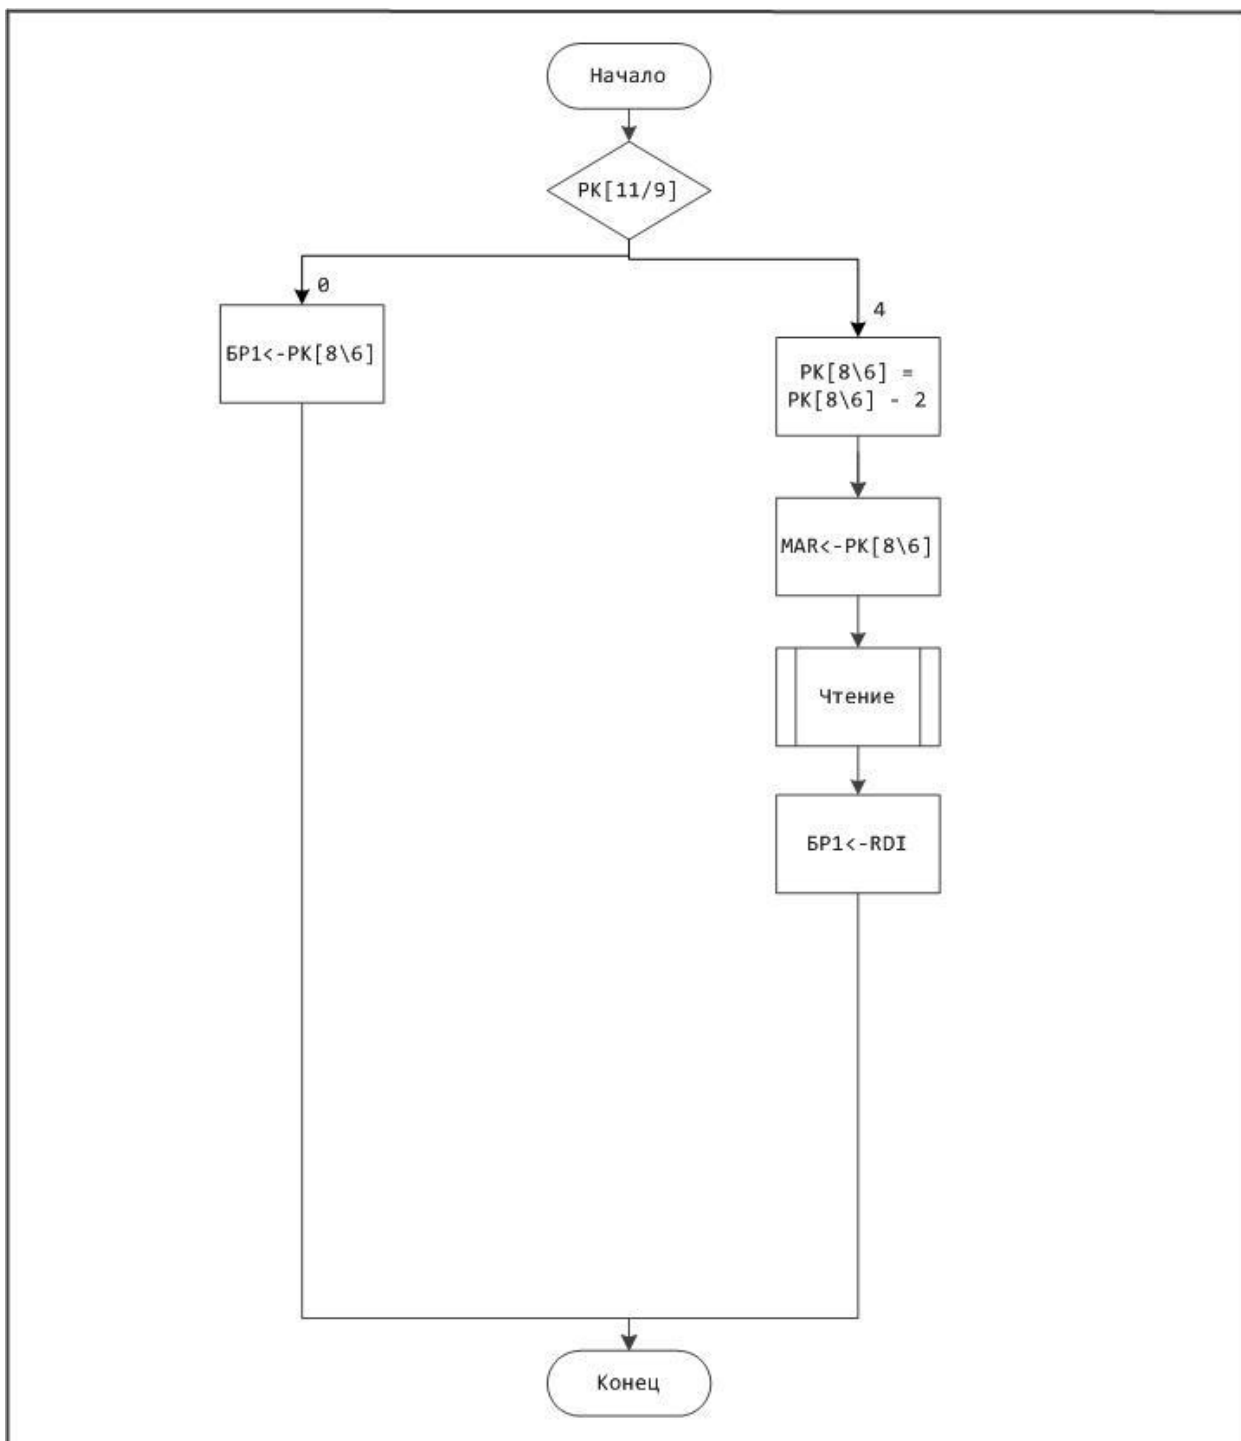 Начало
РК[11/9]
0
4
БР1<-РК[8\6]
РК[8\6] =
РК[8\6] - 2
MAR<-РК[8\6]
Чтение
БР1<-RDI
Конец